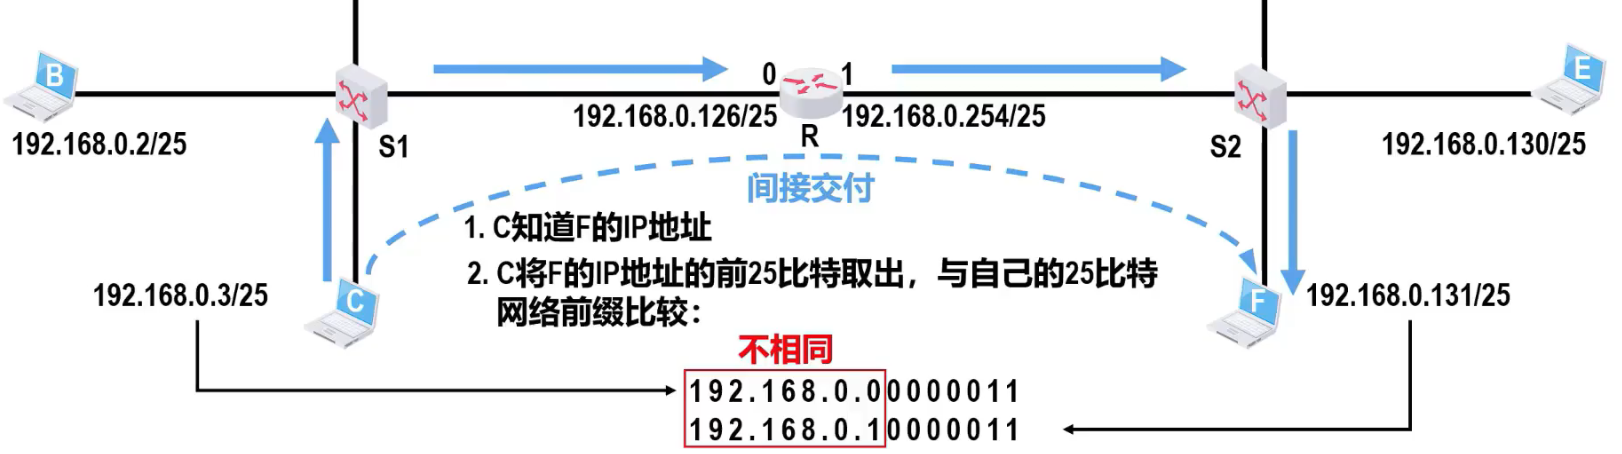 B
0
1
E
192.168.0.126/25
192.168.0.254/25
192.168.0.2/25
S1
R
S2
192.168.0.130/25
间接交付
1. C知道F的IP地址
2. C将F的IP地址的前25比特取出，与自己的25比特
网络前缀比较：
192.168.0.3/25
C
F
192.168.0.131/25
不相同
192.168.0.00000011
192.168.0.10000011